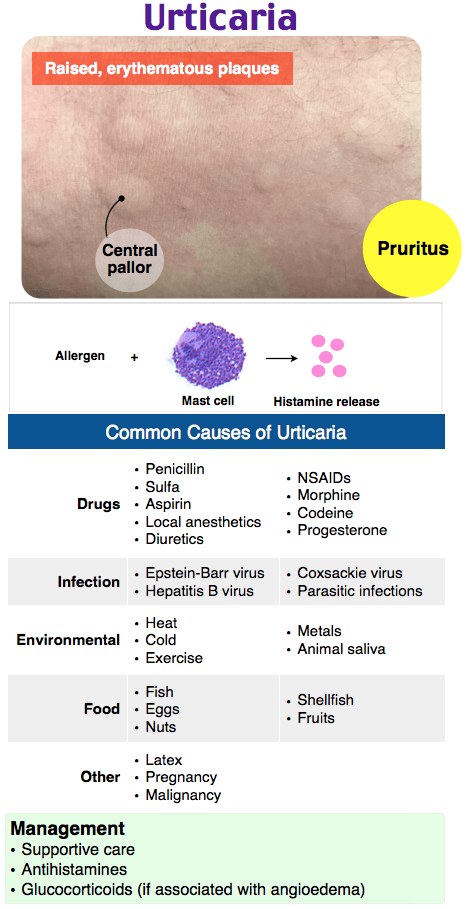 Urticaria
Raised, erythematous plaques
Central
pallor
Pruritus
Allergen + Mast cell Histamine release
Common Causes of Urticaria
Drugs
• Penicillin
• Sulfa
• Aspirin
• Local anesthetics
• Diuretics
• NSAIDs
• Morphine
• Codeine
• Progesterone
Infection
• Epstein-Barr virus
• Hepatitis B virus
• Coxsackie virus
• Parasitic infections
Environmental
• Heat
• Cold
• Exercise
• Metals
• Animal saliva
Food
• Fish
• Eggs
• Nuts
• Shellfish
• Fruits
Other
• Latex
• Pregnancy
• Malignancy
Management
• Supportive care
• Antihistamines
• Glucocorticoids (if associated with angioedema)